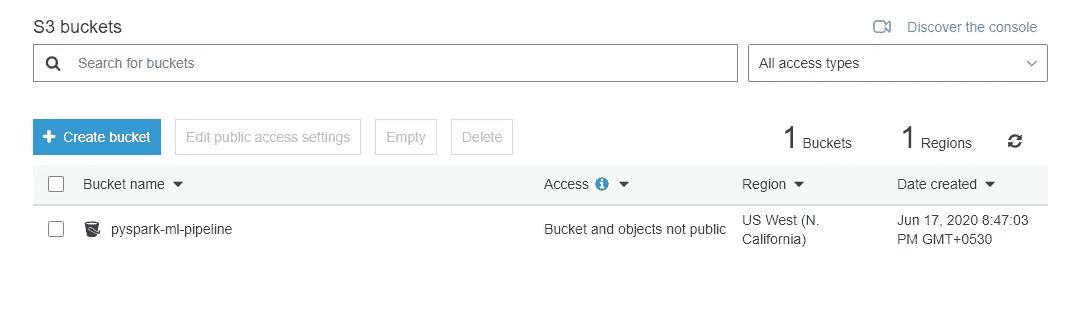 S3 buckets
Discover the console
Search for buckets
All access types
Create bucket
Edit public access settings
Empty
Delete
1 Buckets
1 Regions
Bucket name
Access
Region
Date created
pyspark-ml-pipeline
Bucket and objects not public
US West (N.
California)
Jun 17, 2020 8:47:03
PM GMT+0530